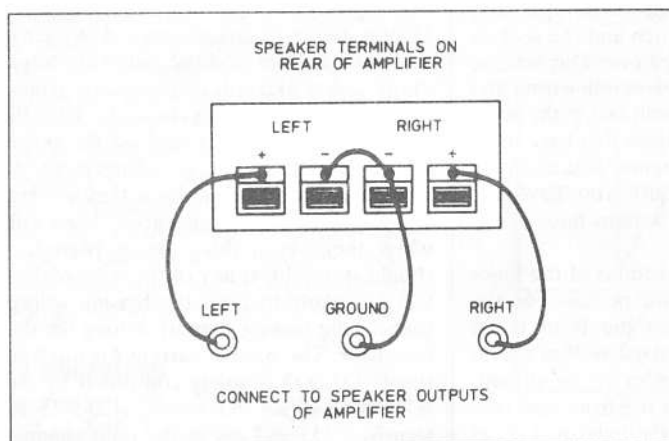 SPEAKER TERMINALS ON
REAR OF AMPLIFIER
LEFT RIGHT
+ – – +
LEFT GROUND RIGHT
CONNECT TO SPEAKER OUTPUTS
OF AMPLIFIER